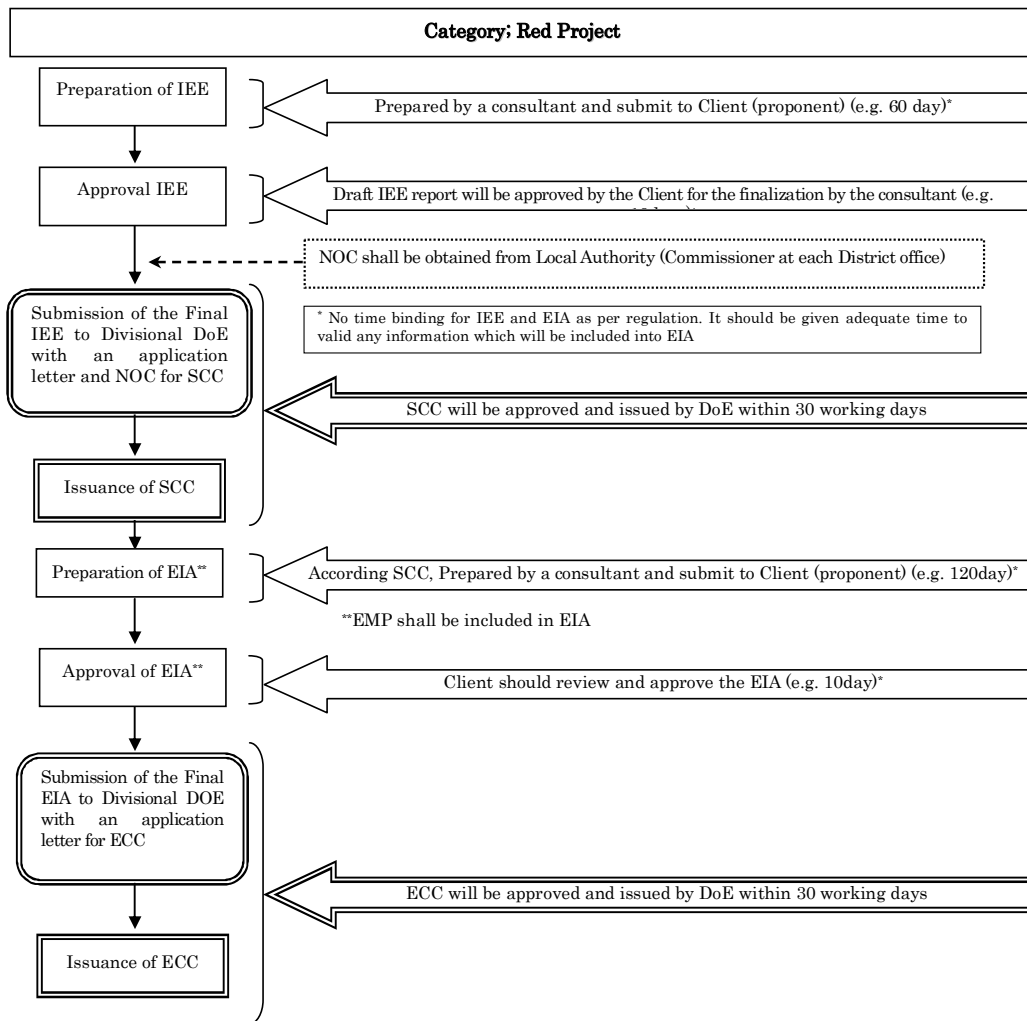 Category; Red Project
Preparation of IEE
Prepared by a consultant and submit to Client (proponent) (e.g. 60 day)*
Approval IEE
Draft IEE report will be approved by the Client for the finalization by the consultant (e.g.
NOC shall be obtained from Local Authority (Commissioner at each District office)
Submission of the Final
IEE to Divisional DoE
with an application
letter and NOC for SCC
* No time binding for IEE and EIA as per regulation. It should be given adequate time to
valid any information which will be included into EIA
SCC will be approved and issued by DoE within 30 working days
Issuance of SCC
Preparation of EIA**
According SCC, Prepared by a consultant and submit to Client (proponent) (e.g. 120day)*
**EMP shall be included in EIA
Approval of EIA**
Client should review and approve the EIA (e.g. 10day)*
Submission of the Final
EIA to Divisional DOE
with an application
letter for ECC
ECC will be approved and issued by DoE within 30 working days
Issuance of ECC